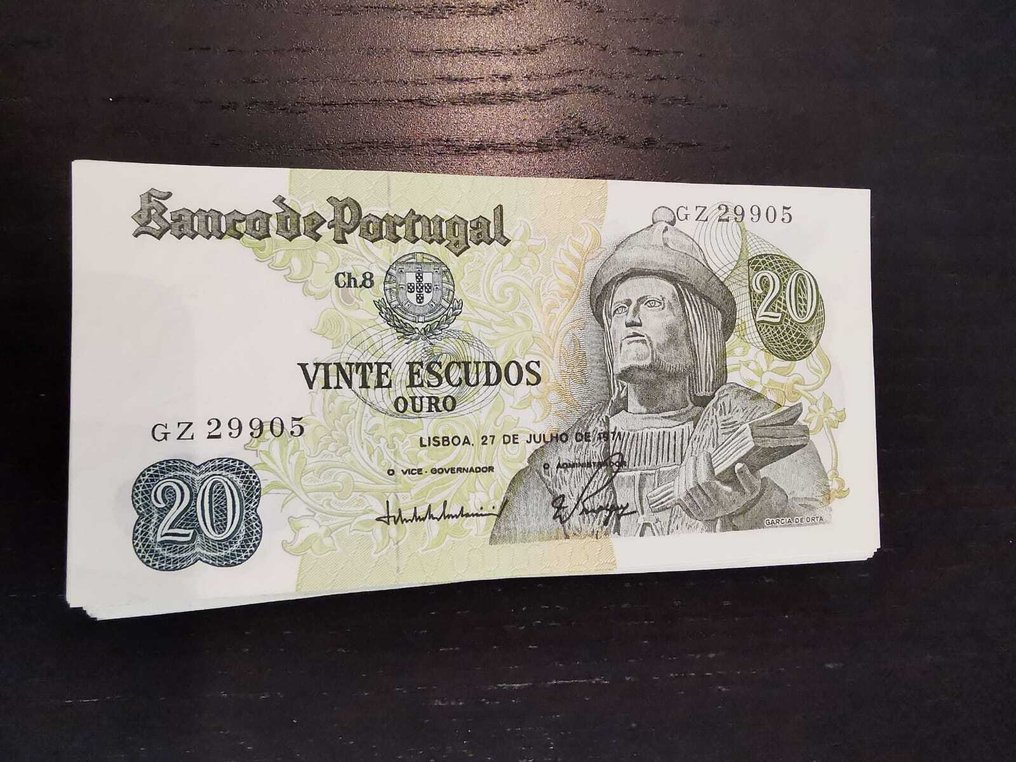 Banco de Portugal
GZ 29905
20
Ch.8
VINTE ESCUDOS
OURO
GZ 29905
LISBOA, 27 DE JULHO DE 1971
O VICE-GOVERNADOR
O ADMINISTRADOR
20
GARCIA DE ORTA